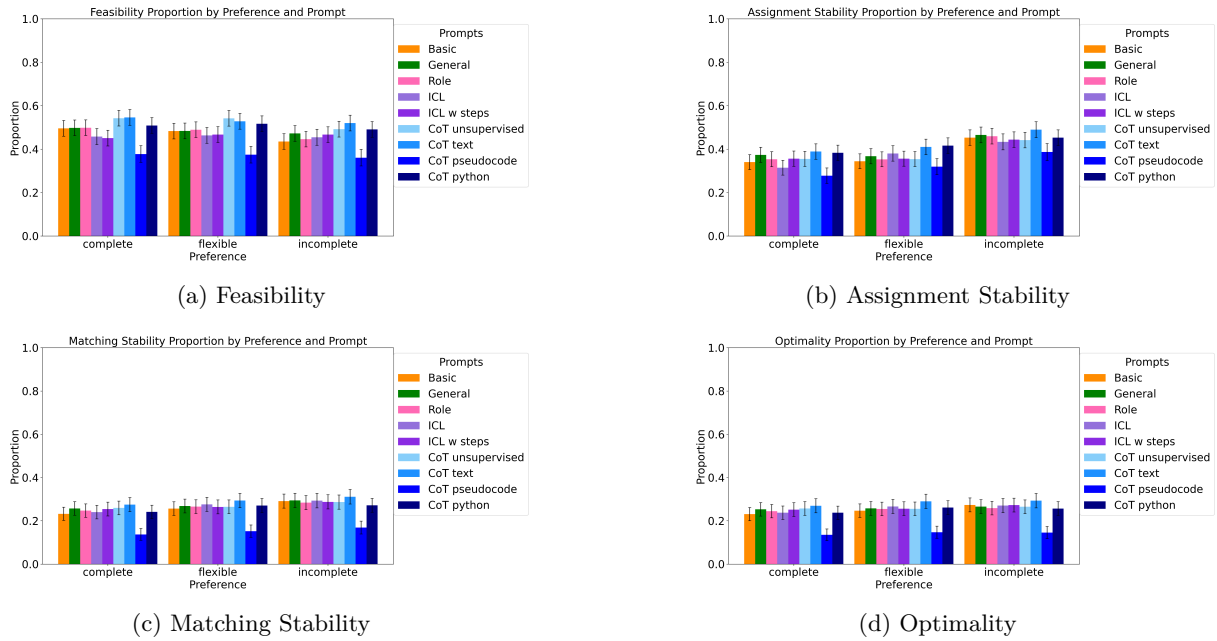 Feasibility Proportion by Preference and Prompt
1.0
0.8
0.6
0.4
0.2
0.0
Proportion
complete
flexible
incomplete
Preference
Prompts
Basic
General
Role
ICL
ICL w steps
CoT unsupervised
CoT text
CoT pseudocode
CoT python
(a) Feasibility
Assignment Stability Proportion by Preference and Prompt
1.0
0.8
0.6
0.4
0.2
0.0
Proportion
complete
flexible
incomplete
Preference
Prompts
Basic
General
Role
ICL
ICL w steps
CoT unsupervised
CoT text
CoT pseudocode
CoT python
(b) Assignment Stability
Matching Stability Proportion by Preference and Prompt
1.0
0.8
0.6
0.4
0.2
0.0
Proportion
complete
flexible
incomplete
Preference
Prompts
Basic
General
Role
ICL
ICL w steps
CoT unsupervised
CoT text
CoT pseudocode
CoT python
(c) Matching Stability
Optimality Proportion by Preference and Prompt
1.0
0.8
0.6
0.4
0.2
0.0
Proportion
complete
flexible
incomplete
Preference
Prompts
Basic
General
Role
ICL
ICL w steps
CoT unsupervised
CoT text
CoT pseudocode
CoT python
(d) Optimality